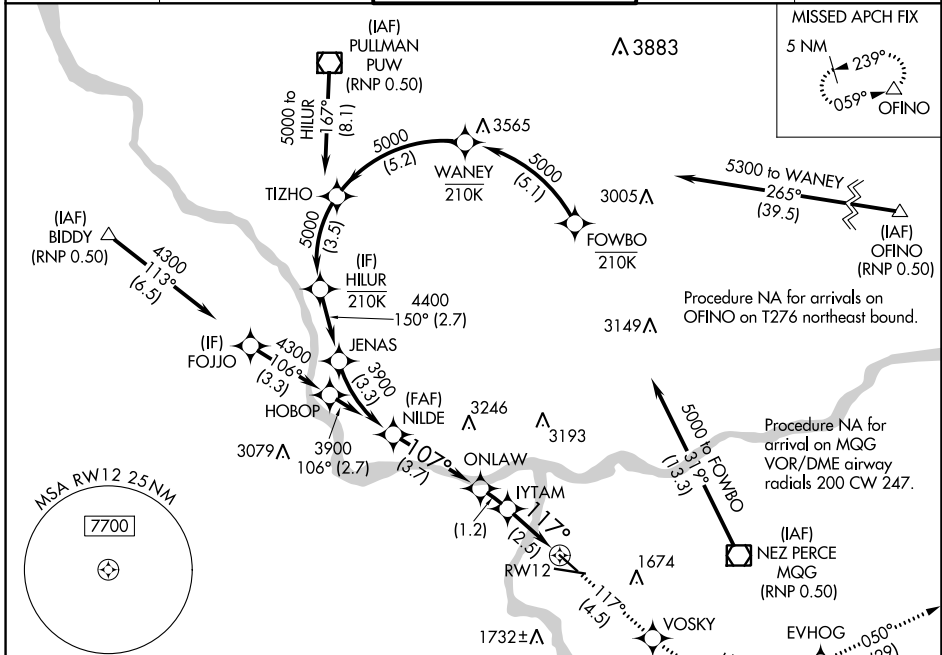 MISSED APCH FIX
5 NM
239°
059°
OFINO
(IAF)
PULLMAN
PUW
(RNP 0.50)
5000 to
HILUR
167°
(8.1)
3883
3565
5000
(5.2)
WANEY
210K
5000
(5.1)
3005
FOWBO
210K
5300 to WANEY
265°
(39.5)
(IAF)
OFINO
(RNP 0.50)
TIZHO
5000
(3.5)
(IAF)
BIDDY
(RNP 0.50)
4300
113°
(6.5)
(IF)
HILUR
210K
4400
150° (2.7)
Procedure NA for arrivals on
OFINO on T276 northeast bound.
3149
JENAS
(IF)
FOJJO
4300
106°
(3.3)
3900
(3.3)
HOBOP
(FAF)
NILDE
3246
3193
3079
3900
106° (2.7)
107°
(3.7)
ONLAW
IYTAM
(1.2)
117°
(2.5)
RW12
5000 to FOWBO
319°
(13.3)
Procedure NA for
arrival on MQG
VOR/DME airway
radials 200 CW 247.
(IAF)
NEZ PERCE
MQG
(RNP 0.50)
MSA RW12 25 NM
7700
1674
117°
(4.5)
1732±
VOSKY
EVHOG
050°